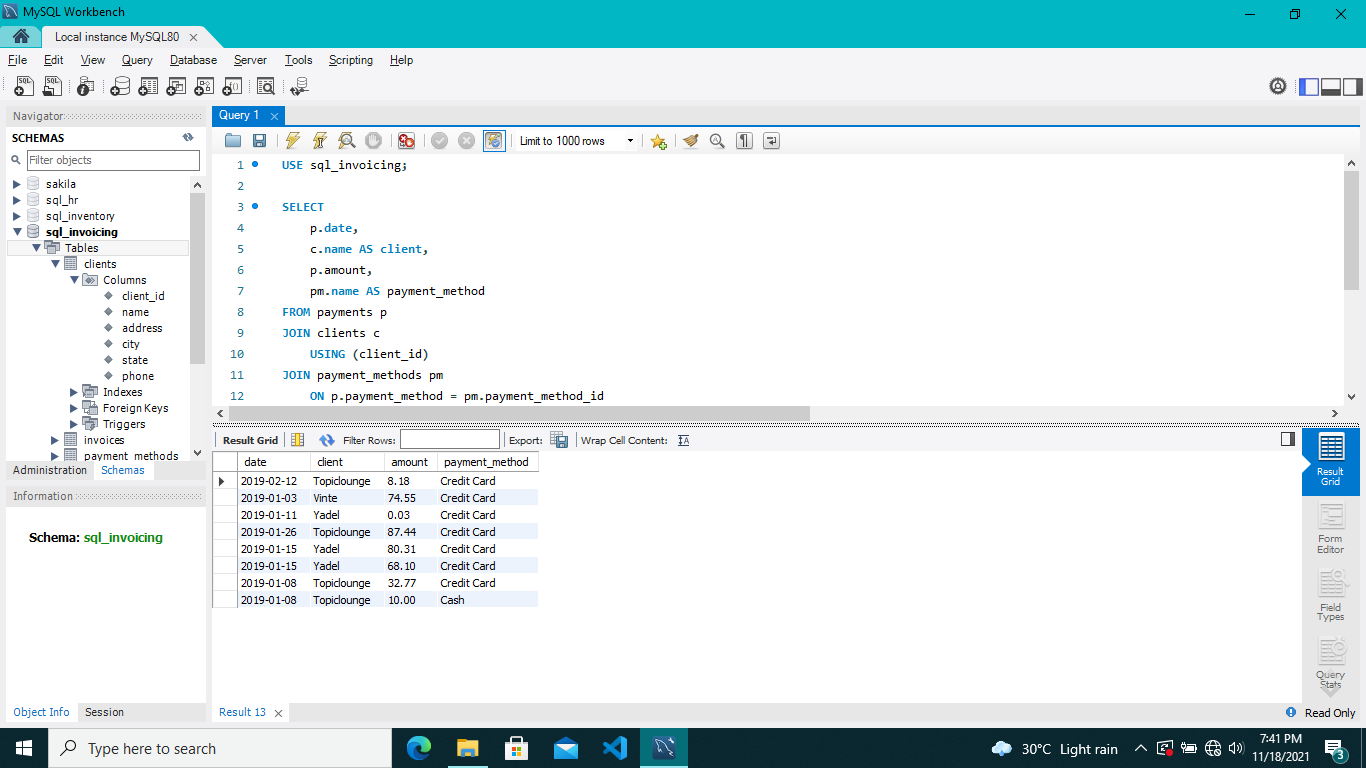 MySQL Workbench
Local instance MySQL80
File Edit View Query Database Server Tools Scripting Help
Navigator
SCHEMAS
Filter objects
sakila
sql_hr
sql_inventory
sql_invoicing
Tables
clients
Columns
client_id
name
address
city
state
phone
Indexes
Foreign Keys
Triggers
invoices
payment_methods
Administration Schemas
Information
Schema: sql_invoicing
Object Info Session
Query 1
Limit to 1000 rows
1 USE sql_invoicing;
2
3 SELECT
4 p.date,
5 c.name AS client,
6 p.amount,
7 pm.name AS payment_method
8 FROM payments p
9 JOIN clients c
10 USING (client_id)
11 JOIN payment_methods pm
12 ON p.payment_method = pm.payment_method_id
Result Grid Filter Rows: Export: Wrap Cell Content:
date client amount payment_method
2019-02-12 Topiclounge 8.18 Credit Card
2019-01-03 Vinte 74.55 Credit Card
2019-01-11 Yadel 0.03 Credit Card
2019-01-26 Topiclounge 87.44 Credit Card
2019-01-15 Yadel 80.31 Credit Card
2019-01-15 Yadel 68.10 Credit Card
2019-01-08 Topiclounge 32.77 Credit Card
2019-01-08 Topiclounge 10.00 Cash
Result
Grid
Form
Editor
Field
Types
Query
Stats
Result 13
Read Only
Type here to search
30°C Light rain
7:41 PM
11/18/2021
3